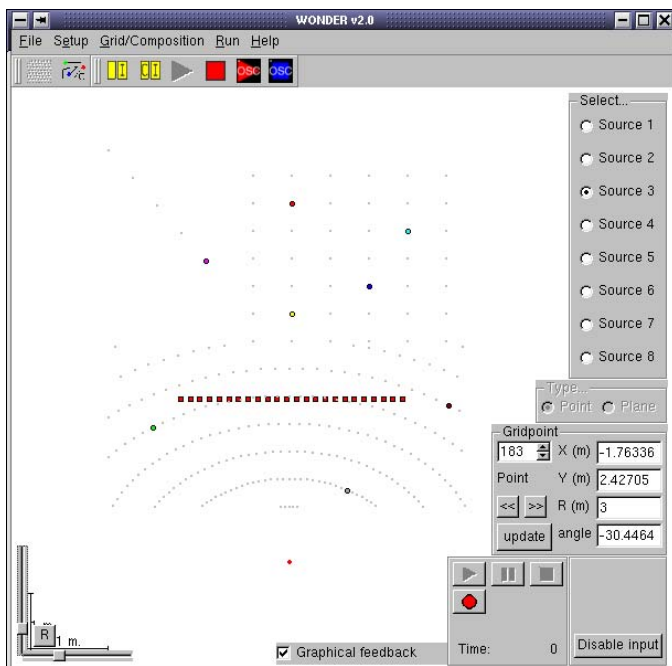 WONDER v2.0
File Setup Grid/Composition Run Help
OSC OSC
Select...
Source 1
Source 2
Source 3
Source 4
Source 5
Source 6
Source 7
Source 8
Type...
Point Plane
Gridpoint
183 X (m) -1.76336
Point Y (m) 2.42705
<< >> R (m) 3
update angle -30.4464
R 1 m.
Graphical feedback
Time: 0
Disable input